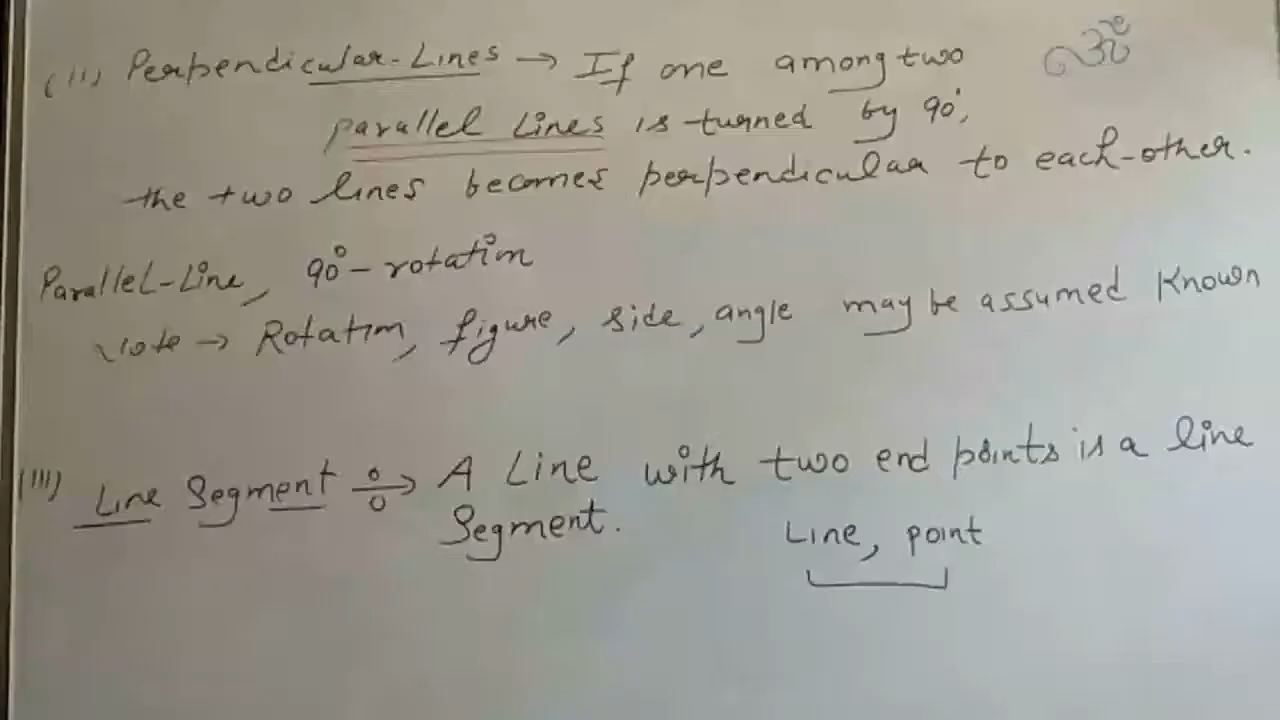 (ii) Perpendicular-Lines → If one among two
ॐ
parallel lines is turned by 90°,
the two lines becomes perpendicular to each-other.
Parallel-Line, 90°-rotation
Note → Rotation, figure, side, angle may be assumed known
(iii) Line Segment ÷→ A Line with two end points is a line
segment.
Line, point